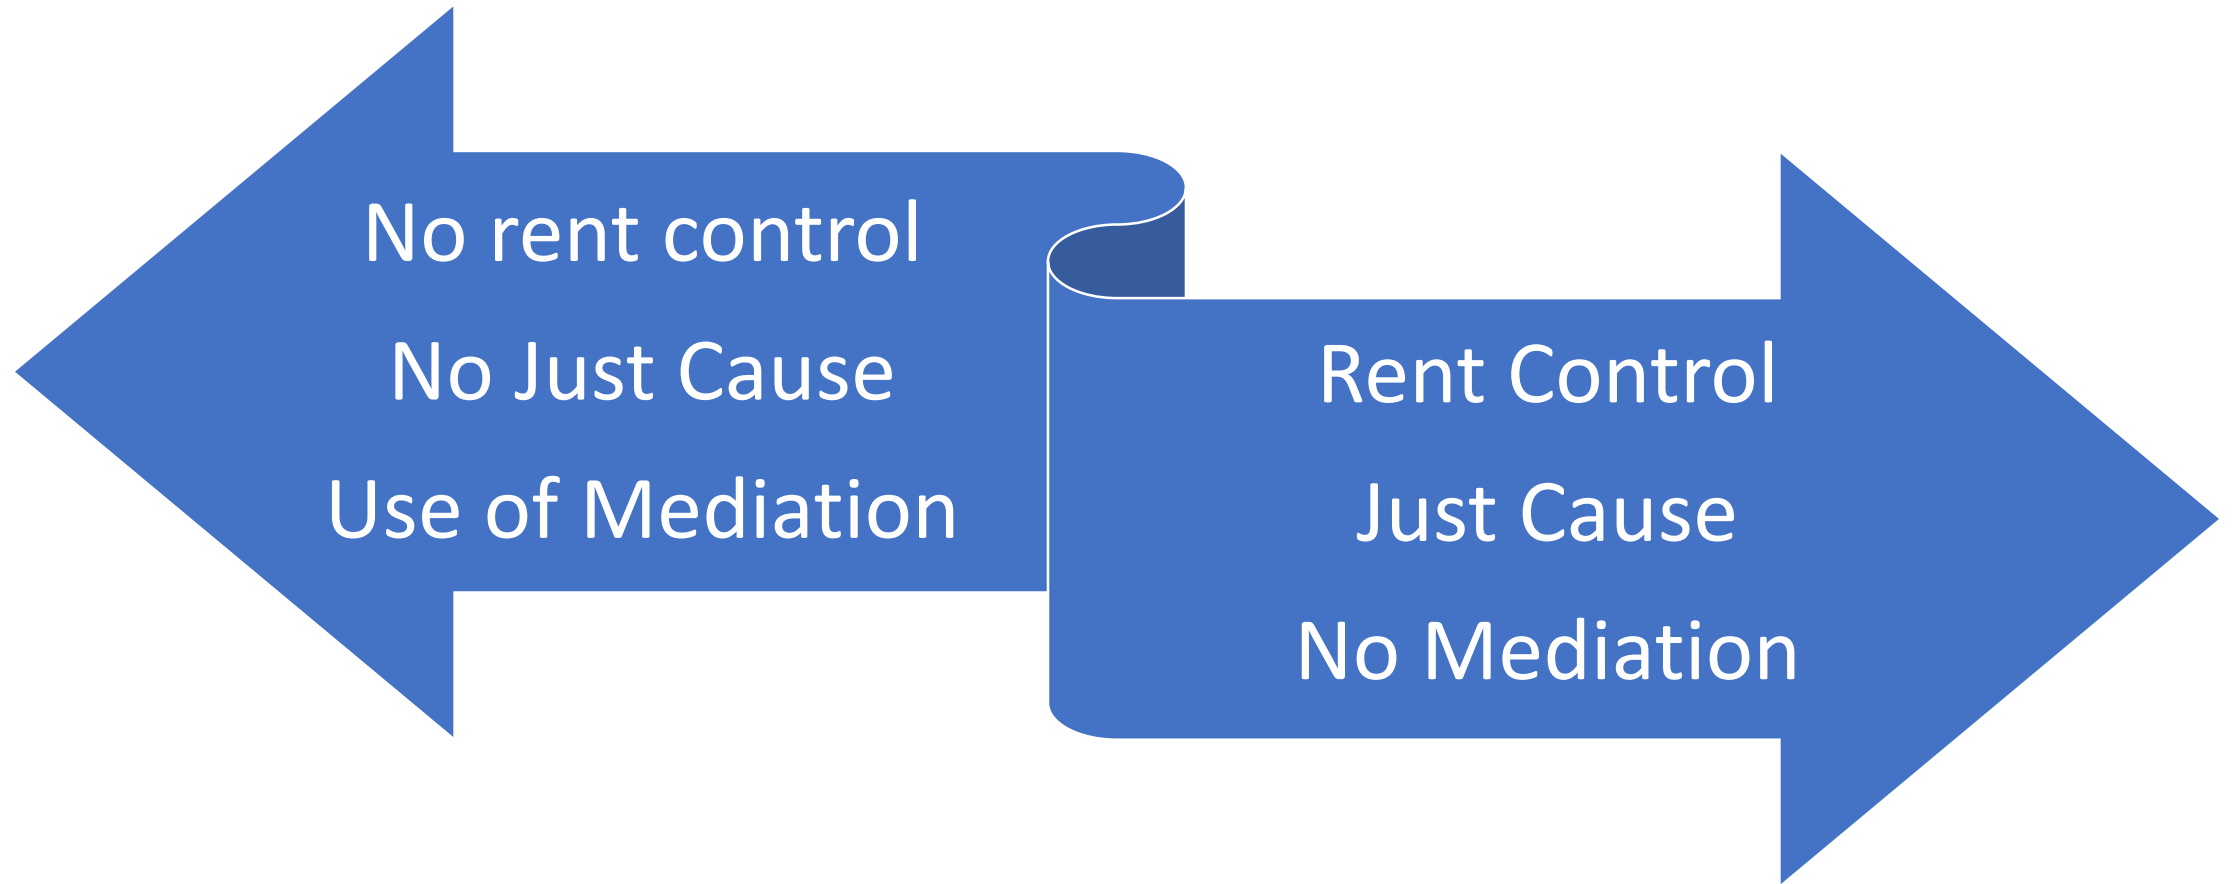 No rent control
No Just Cause
Use of Mediation
Rent Control
Just Cause
No Mediation